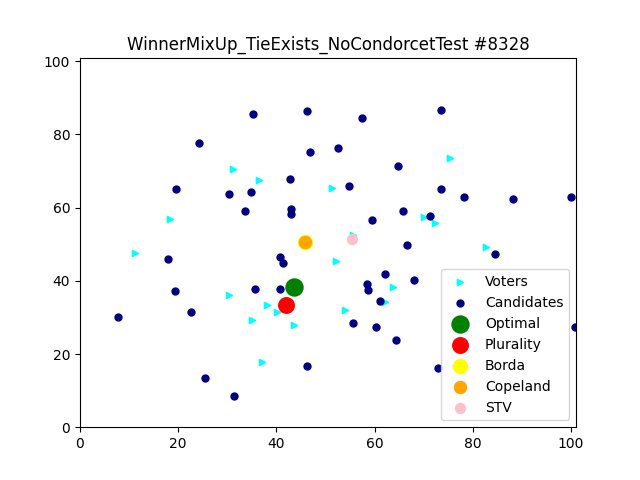 WinnerMixUp_TieExists_NoCondorcetTest #8328
100
80
60
40
20
0
0 20 40 60 80 100
Voters
Candidates
Optimal
Plurality
Borda
Copeland
STV